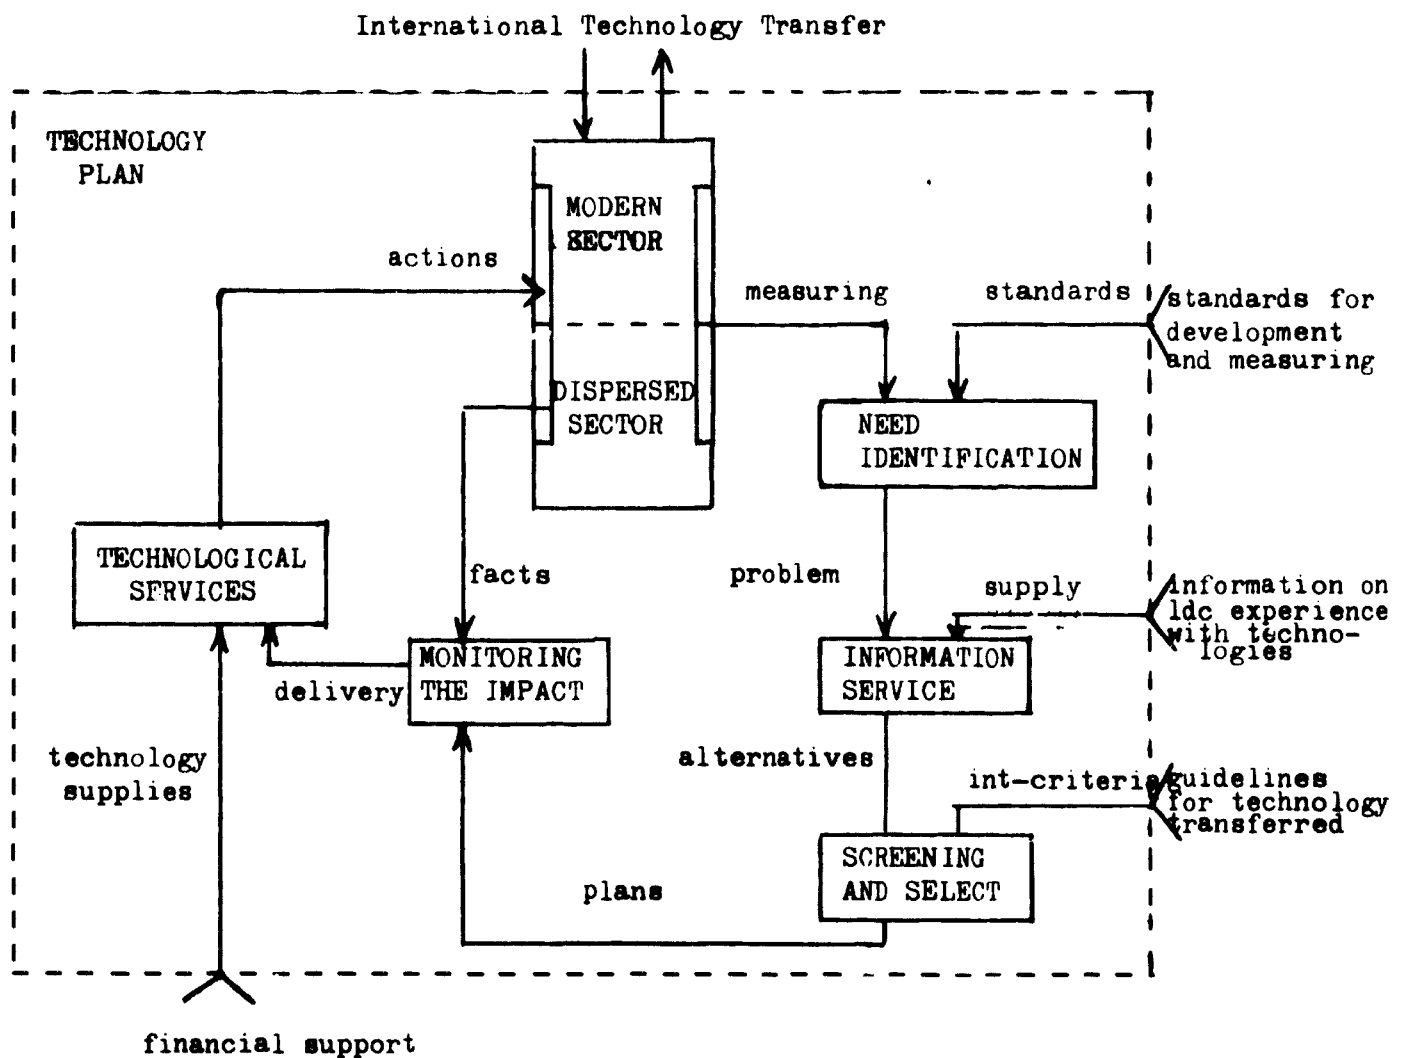 International Technology Transfer
TECHNOLOGY
PLAN
MODERN
SECTOR
actions
measuring
standards
standards for
development
and measuring
DISPERSED
SECTOR
NEED
IDENTIFICATION
TECHNOLOGICAL
SERVICES
facts
problem
supply
information on
ldc experience
with techno-
logies
MONITORING
THE IMPACT
delivery
INFORMATION
SERVICE
technology
supplies
alternatives
int-criteria
guidelines
for technology
transferred
SCREENING
AND SELECT
plans
financial support